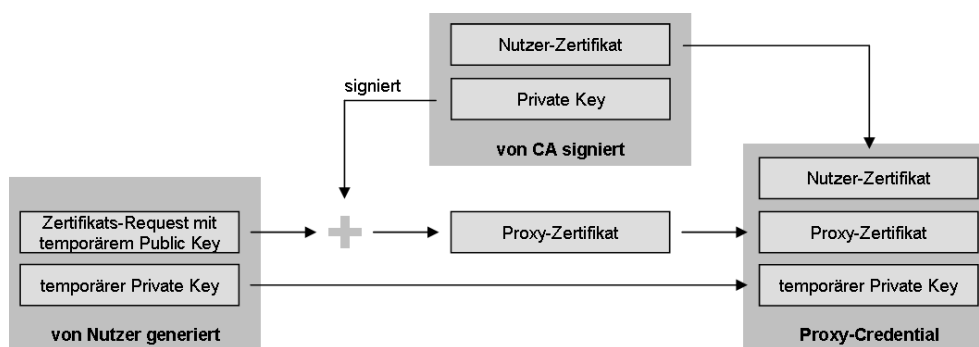 Nutzer-Zertifikat
signiert
Private Key
von CA signiert
Nutzer-Zertifikat
Zertifikats-Request mit
temporärem Public Key
Proxy-Zertifikat
Proxy-Zertifikat
temporärer Private Key
temporärer Private Key
von Nutzer generiert
Proxy-Credential